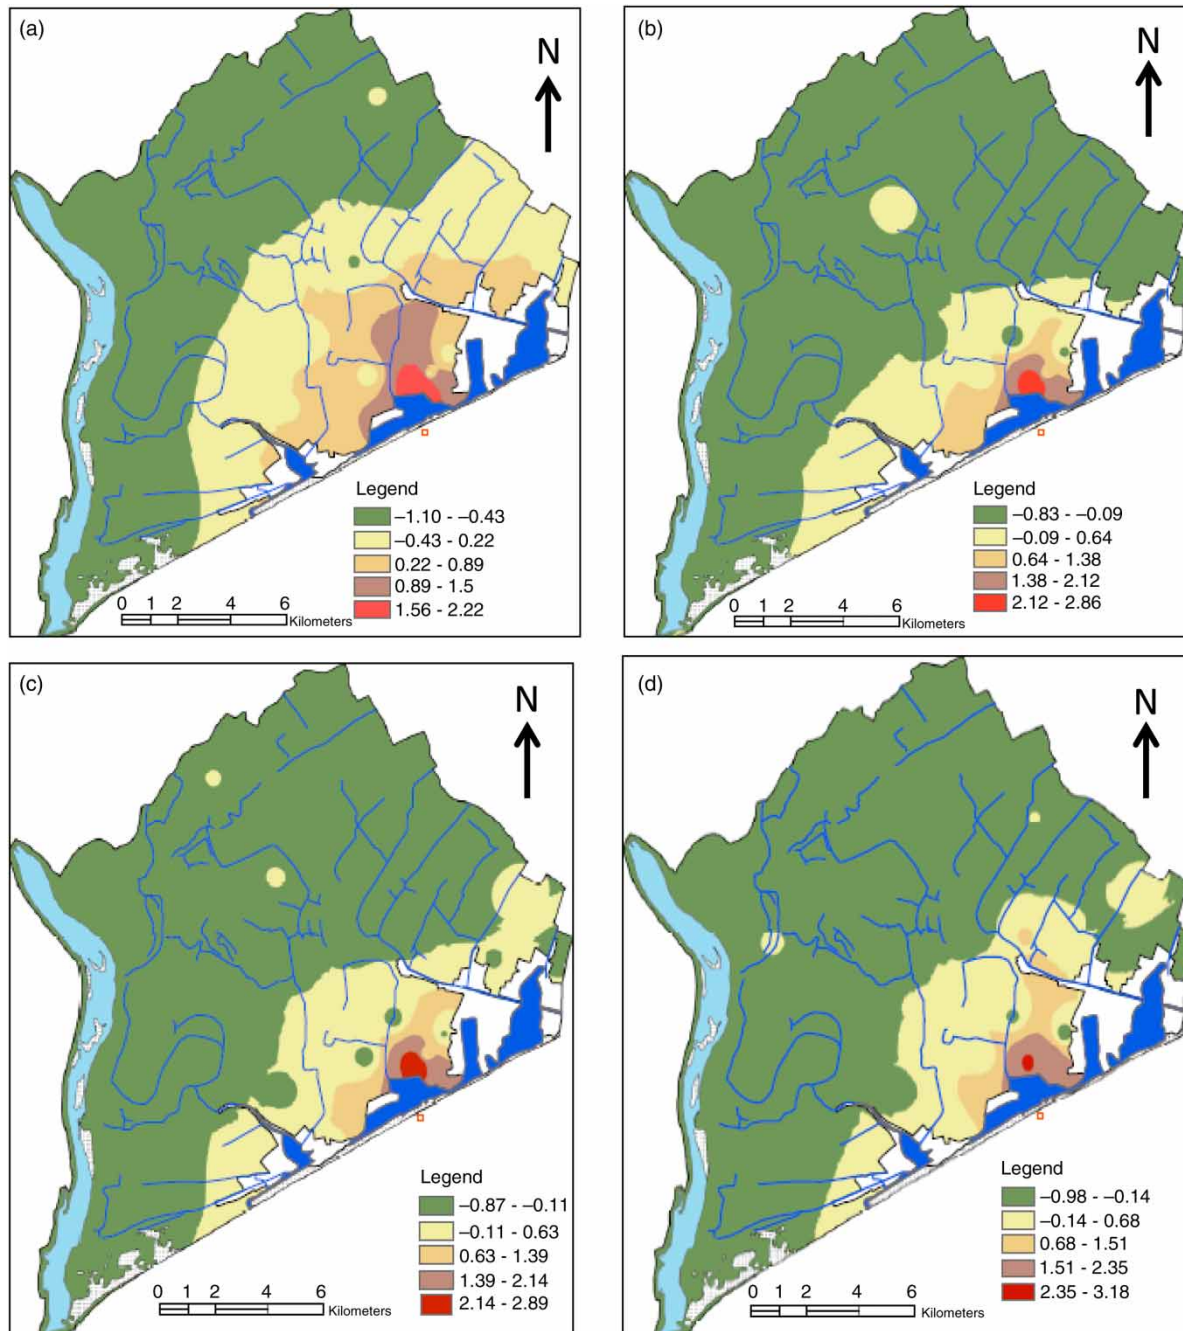 (a)
N
Legend
–1.10 - –0.43
–0.43 - 0.22
0.22 - 0.89
0.89 - 1.5
1.56 - 2.22
0 1 2 4 6
Kilometers
(b)
N
Legend
–0.83 - –0.09
–0.09 - 0.64
0.64 - 1.38
1.38 - 2.12
2.12 - 2.86
0 1 2 4 6
Kilometers
(c)
N
Legend
–0.87 - –0.11
–0.11 - 0.63
0.63 - 1.39
1.39 - 2.14
2.14 - 2.89
0 1 2 4 6
Kilometers
(d)
N
Legend
–0.98 - –0.14
–0.14 - 0.68
0.68 - 1.51
1.51 - 2.35
2.35 - 3.18
0 1 2 4 6
Kilometers